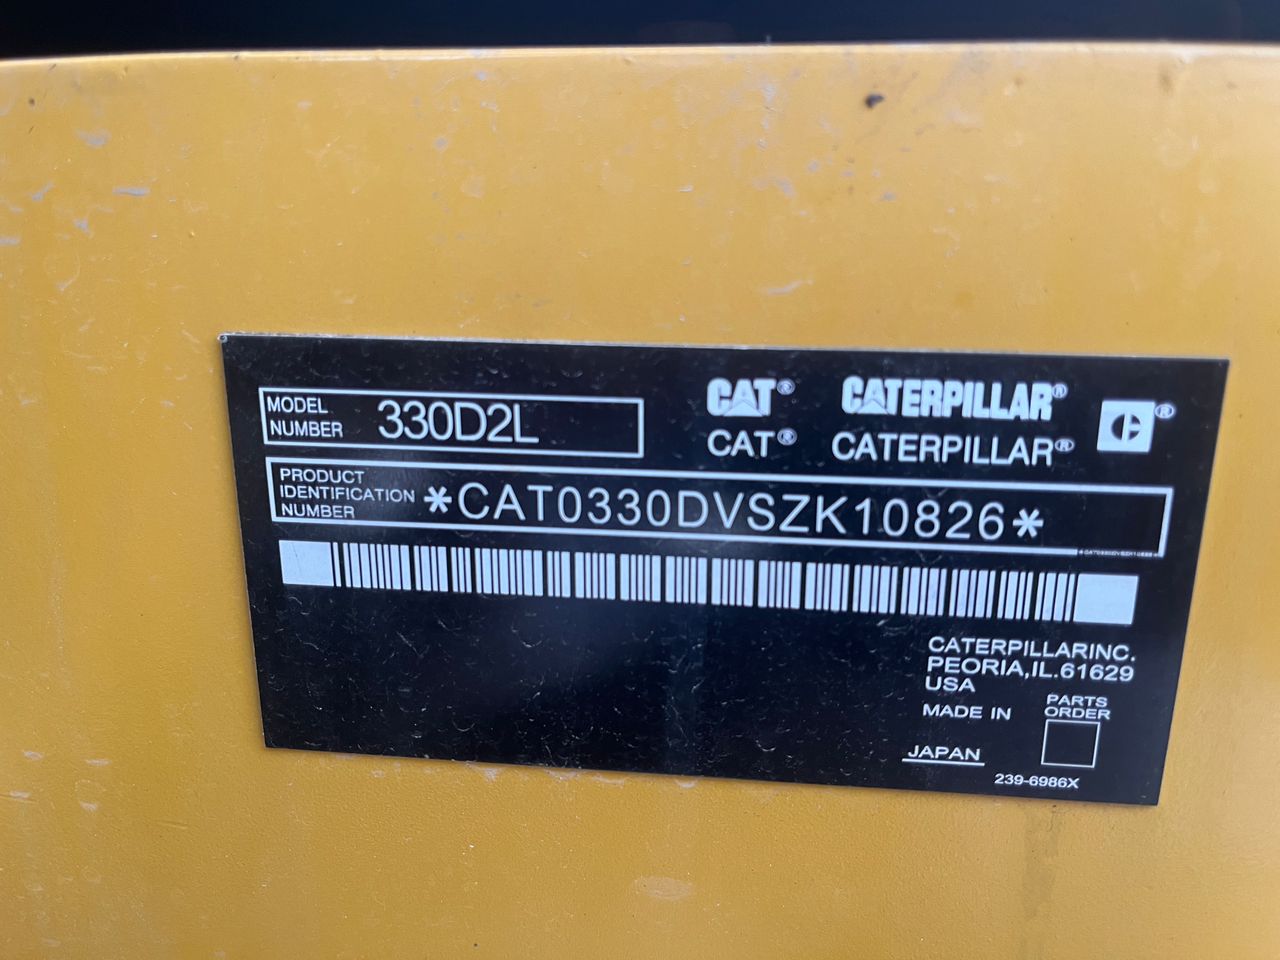 MODEL NUMBER 330D2L
CAT® CATERPILLAR® ®
CAT® CATERPILLAR®
PRODUCT
IDENTIFICATION
NUMBER
*CAT0330DVSZK10826*
*CAT0330DVSZK10826*
CATERPILLARINC.
PEORIA,IL.61629
USA
MADE IN
JAPAN
PARTS
ORDER
239-6986X